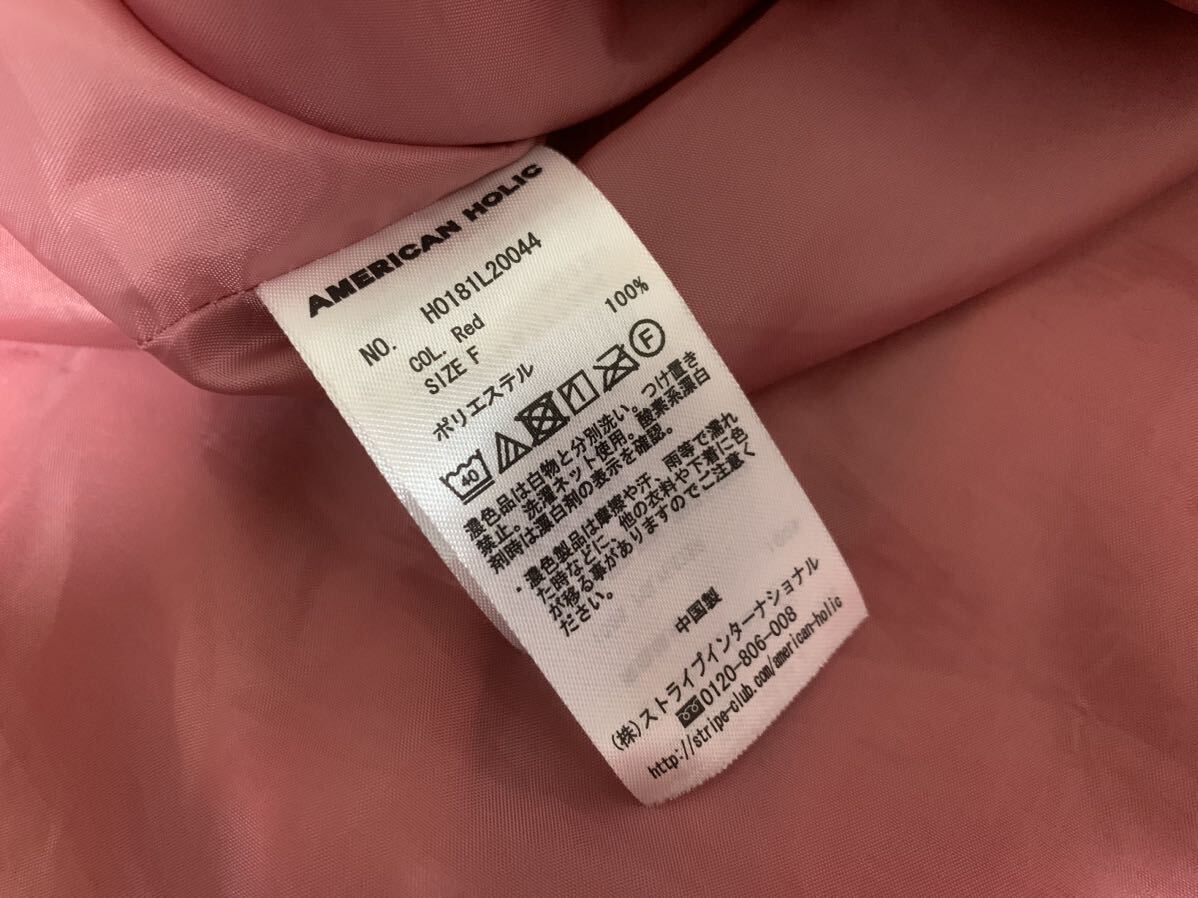 AMERICAN HOLIC
NO. H0181L20044
COL. Red
SIZE F
ポリエステル 100%
40 F
濃色品は白物と分別洗い。つけ置き
禁止。洗濯ネット使用。酸素系漂白
剤時は漂白剤の表示を確認。
・濃色製品は摩擦や汗、雨等で濡れ
た時などに、他の衣料や下着に色
が移る事がありますのでご注意く
ださい。
中国製
(株)ストライプインターナショナル
0120-806-008
http://stripe-club.com/american-holic